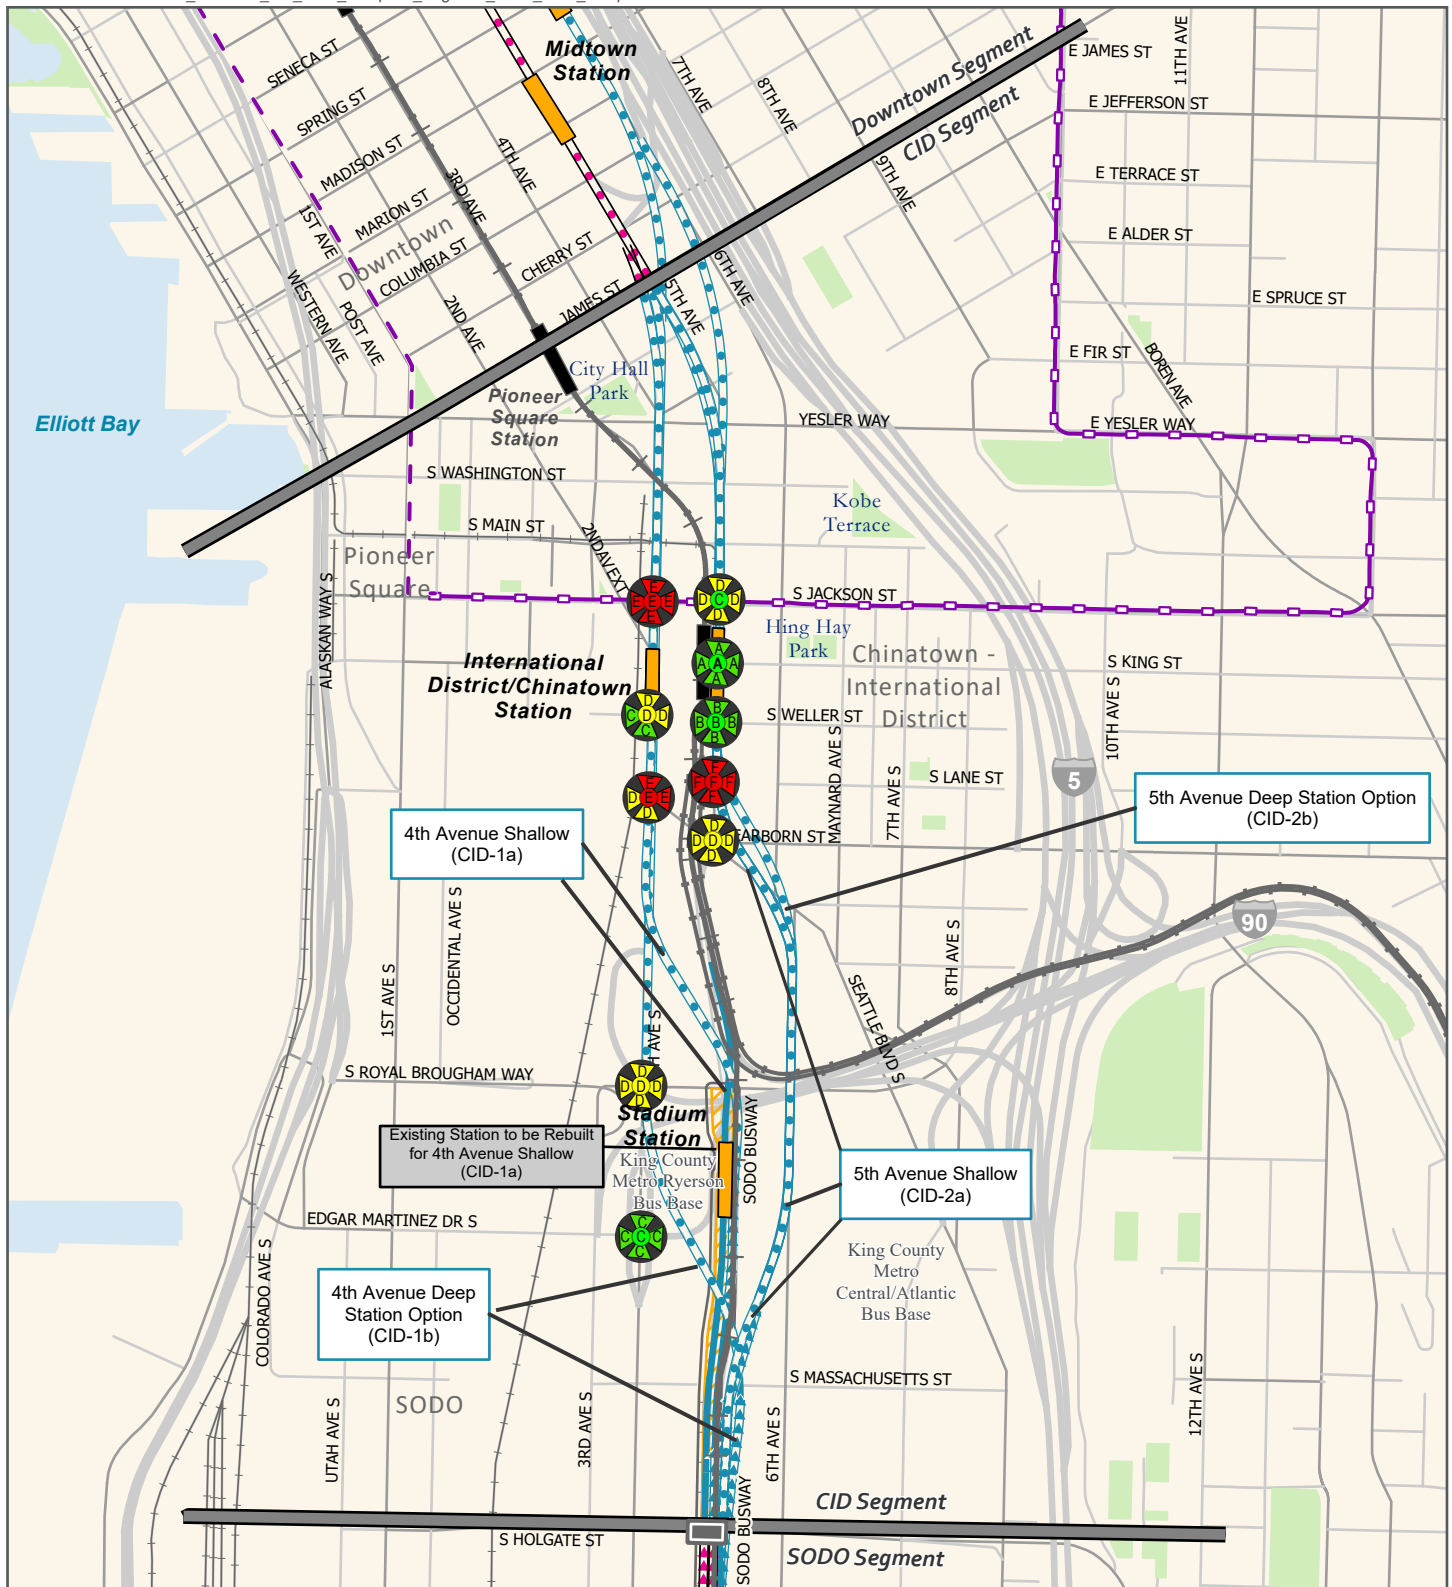 Midtown
Station
SENECA ST
SPRING ST
MADISON ST
MARION ST
COLUMBIA ST
CHERRY ST
JAMES ST
7TH AVE
8TH AVE
9TH AVE
11TH AVE
Downtown Segment
CID Segment
E JAMES ST
E JEFFERSON ST
E TERRACE ST
E ALDER ST
E SPRUCE ST
E FIR ST
BOREN AVE
E YESLER WAY
4TH AVE
3RD AVE
1ST AVE
Downtown
WESTERN AVE
POST AVE
2ND AVE
5TH AVE
6TH AVE
City Hall
Park
Pioneer
Square
Station
Elliott Bay
YESLER WAY
S WASHINGTON ST
S MAIN ST
2ND AV EXT
Kobe
Terrace
Pioneer
Square
S JACKSON ST
E
E E E
E
D
D C D
Hing Hay
Park
Chinatown -
International
District
S KING ST
A
A A A
A
International
District/Chinatown
Station
D
C D D
C
B
B B B
B
S WELLER ST
ALASKAN WAY S
MAYNARD AVE S
7TH AVE S
10TH AVE S
S LANE ST
5
E
D E E
D
F
F F F
F
D
D D D
D
EARBORN ST
5th Avenue Deep Station Option
(CID-2b)
4th Avenue Shallow
(CID-1a)
OCCIDENTAL AVE S
1ST AVE S
8TH AVE S
90
SEATTLE BLVD S
H AVE S
S ROYAL BROUGHAM WAY
D
D D D
D
Stadium
Station
Existing Station to be Rebuilt
for 4th Avenue Shallow
(CID-1a)
King County
Metro Ryerson
Bus Base
SODO BUSWAY
5th Avenue Shallow
(CID-2a)
EDGAR MARTINEZ DR S
C
C C C
C
King County
Metro
Central/Atlantic
Bus Base
COLORADO AVE S
4th Avenue Deep
Station Option
(CID-1b)
S MASSACHUSETTS ST
SODO
UTAH AVE S
3RD AVE S
6TH AVE S
12TH AVE S
SODO BUSWAY
CID Segment
S HOLGATE ST
SODO Segment